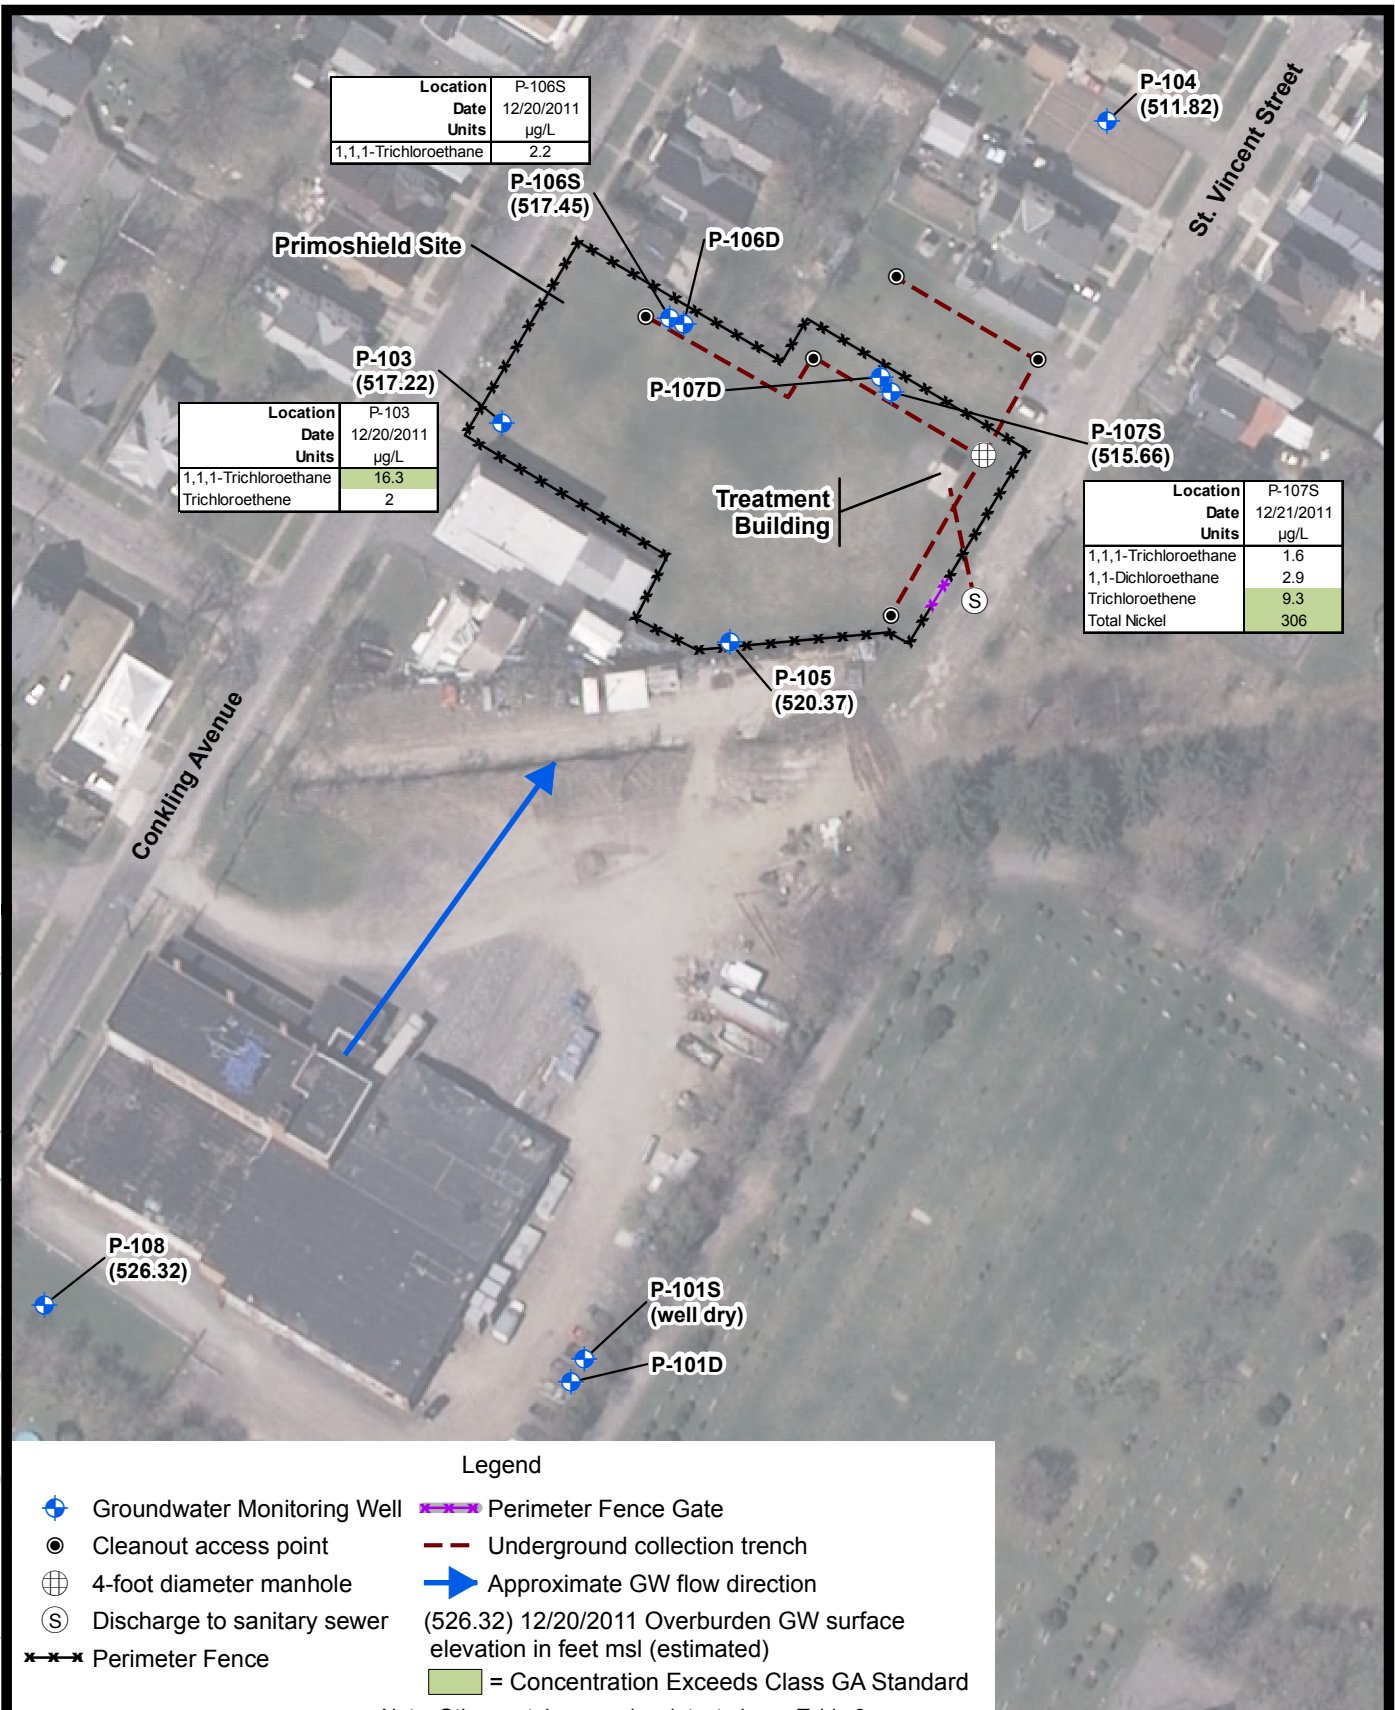 P-104
(511.82)
St. Vincent Street
Location P-106S
Date 12/20/2011
Units µg/L
1,1,1-Trichloroethane 2.2
P-106S
(517.45)
P-106D
Primoshield Site
P-103
(517.22)
Location P-103
Date 12/20/2011
Units µg/L
1,1,1-Trichloroethane 16.3
Trichloroethene 2
P-107D
P-107S
(515.66)
Treatment
Building
Location P-107S
Date 12/21/2011
Units µg/L
1,1,1-Trichloroethane 1.6
1,1-Dichloroethane 2.9
Trichloroethene 9.3
Total Nickel 306
S
P-105
(520.37)
Conkling Avenue
P-108
(526.32)
P-101S
(well dry)
P-101D
Legend
Groundwater Monitoring Well
Perimeter Fence Gate
Cleanout access point
Underground collection trench
4-foot diameter manhole
Approximate GW flow direction
S Discharge to sanitary sewer
(526.32) 12/20/2011 Overburden GW surface
elevation in feet msl (estimated)
Perimeter Fence
= Concentration Exceeds Class GA Standard